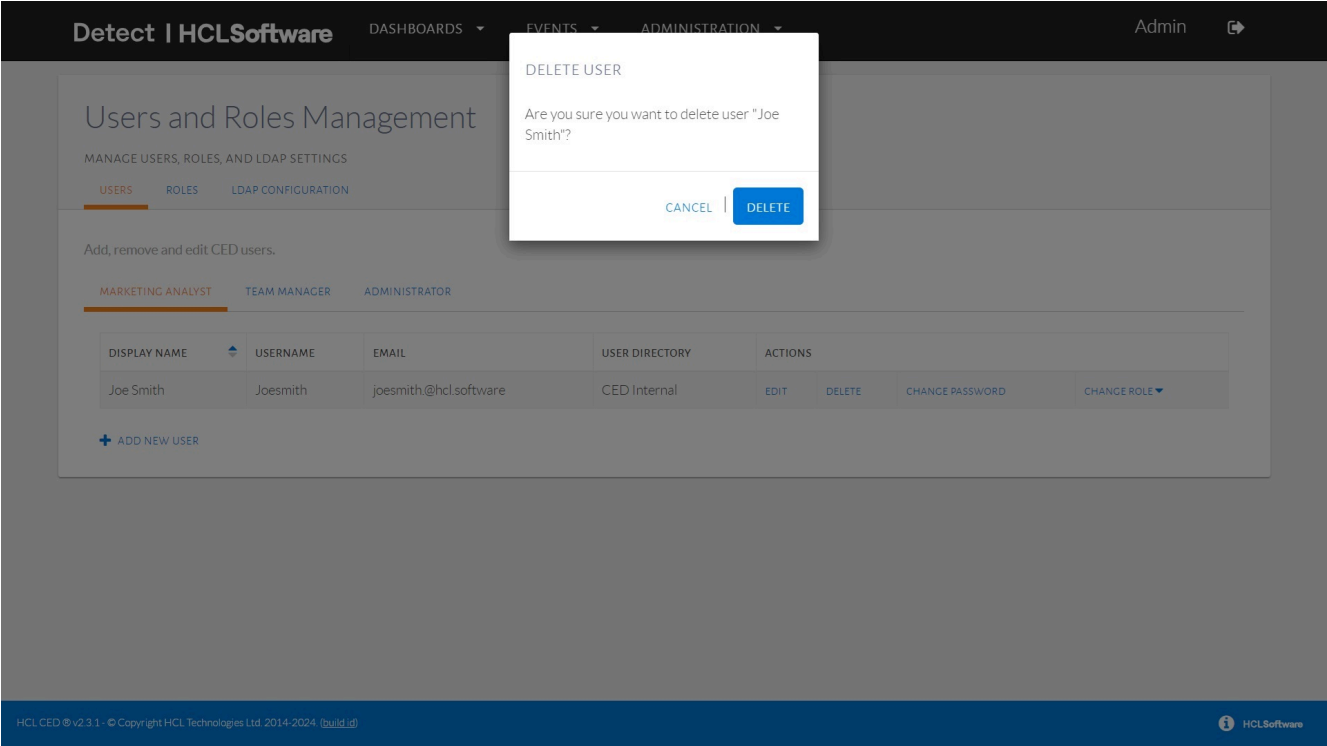 Detect | HCLSoftware DASHBOARDS EVENTS ADMINISTRATION Admin
DELETE USER
Are you sure you want to delete user "Joe
Smith"?
CANCEL | DELETE
Users and Roles Management
MANAGE USERS, ROLES, AND LDAP SETTINGS
USERS ROLES LDAP CONFIGURATION
Add, remove and edit CED users.
MARKETING ANALYST TEAM MANAGER ADMINISTRATOR
DISPLAY NAME USERNAME EMAIL USER DIRECTORY ACTIONS
Joe Smith Joesmith joesmith.@hcl.software CED Internal EDIT DELETE CHANGE PASSWORD CHANGE ROLE
ADD NEW USER
HCL CED ® v2.3.1 - © Copyright HCL Technologies Ltd. 2014-2024. (build id) HCLSoftware